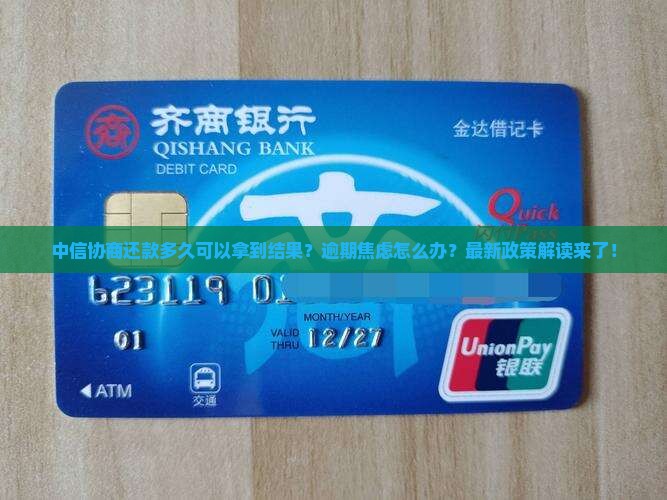 齐商银行
QISHANG BANK
DEBIT CARD
金达借记卡
Quick
中信协商还款多久可以拿到结果？逾期焦虑怎么办？最新政策解读来了！
623119 01
MONTH/YEAR
01
VALID THRU 12/27
UnionPay
银联
ATM
交通